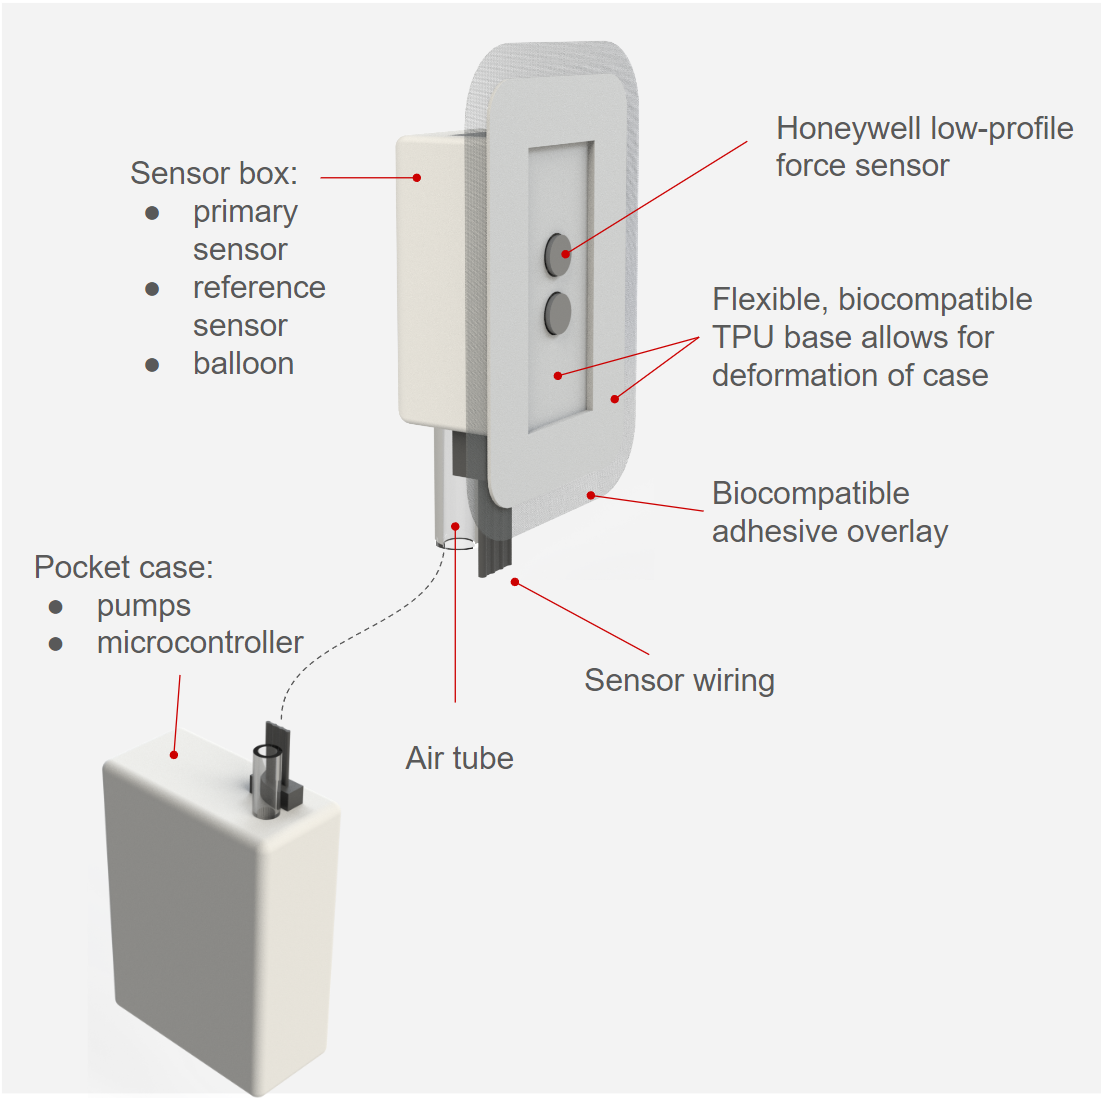 Honeywell low-profile
force sensor
Sensor box:
● primary
sensor
● reference
sensor
● balloon
Flexible, biocompatible
TPU base allows for
deformation of case
Biocompatible
adhesive overlay
Pocket case:
● pumps
● microcontroller
Sensor wiring
Air tube